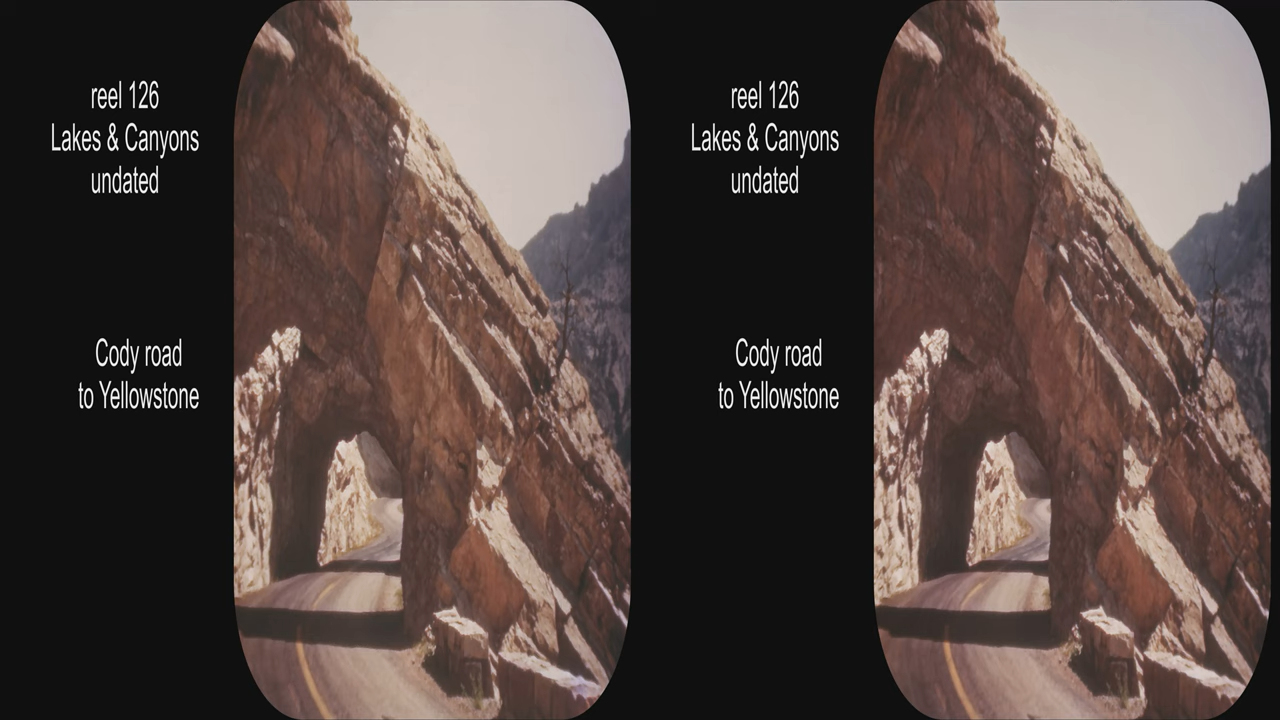 reel 126
Lakes & Canyons
undated
Cody road
to Yellowstone
reel 126
Lakes & Canyons
undated
Cody road
to Yellowstone